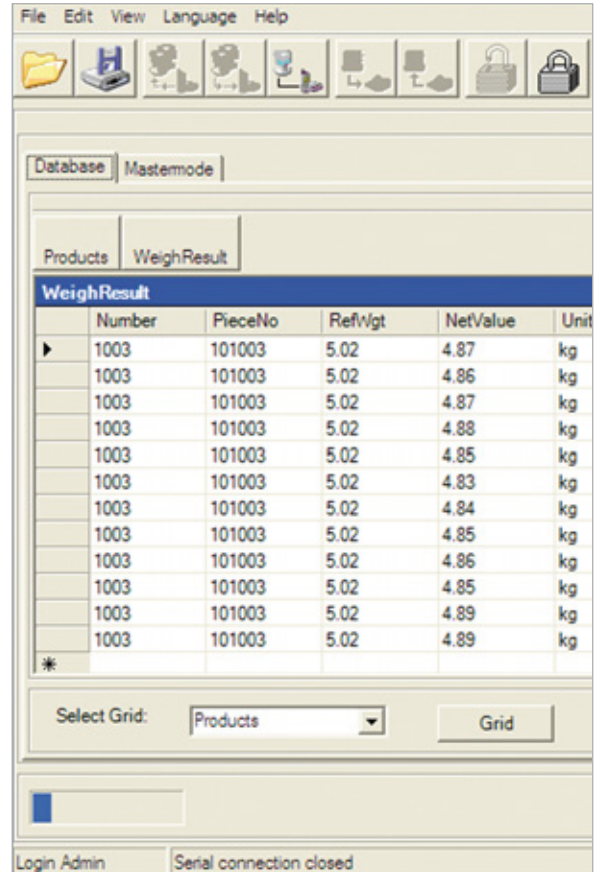 File Edit View Language Help
Database Mastermode
Products WeighResult
WeighResult
Number PieceNo RefWgt NetValue Unit
1003 101003 5.02 4.87 kg
1003 101003 5.02 4.86 kg
1003 101003 5.02 4.87 kg
1003 101003 5.02 4.88 kg
1003 101003 5.02 4.85 kg
1003 101003 5.02 4.83 kg
1003 101003 5.02 4.84 kg
1003 101003 5.02 4.85 kg
1003 101003 5.02 4.86 kg
1003 101003 5.02 4.85 kg
1003 101003 5.02 4.89 kg
1003 101003 5.02 4.89 kg
Select Grid: Products Grid
Login Admin Serial connection closed